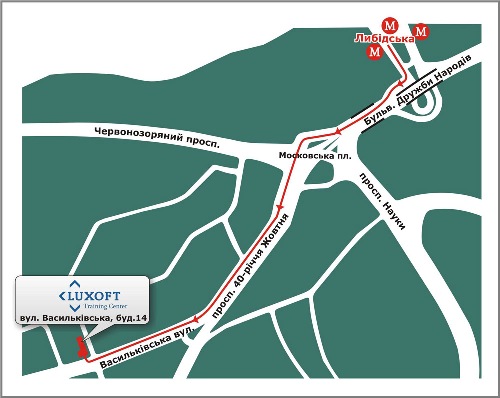 М
М
М
Либідська
Бульв. Дружби Народів
Червонозоряний просп.
Московська пл.
просп. Науки
просп. 40-річчя Жовтня
LUXOFT
Training Center
вул. Васильківська, буд.14
Васильківська вул.